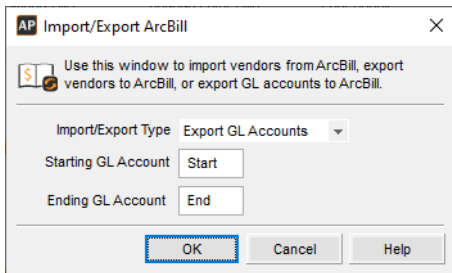 AP Import/Export ArcBill
Use this window to import vendors from ArcBill, export
vendors to ArcBill, or export GL accounts to ArcBill.
Import/Export Type Export GL Accounts
Starting GL Account Start
Ending GL Account End
OK Cancel Help